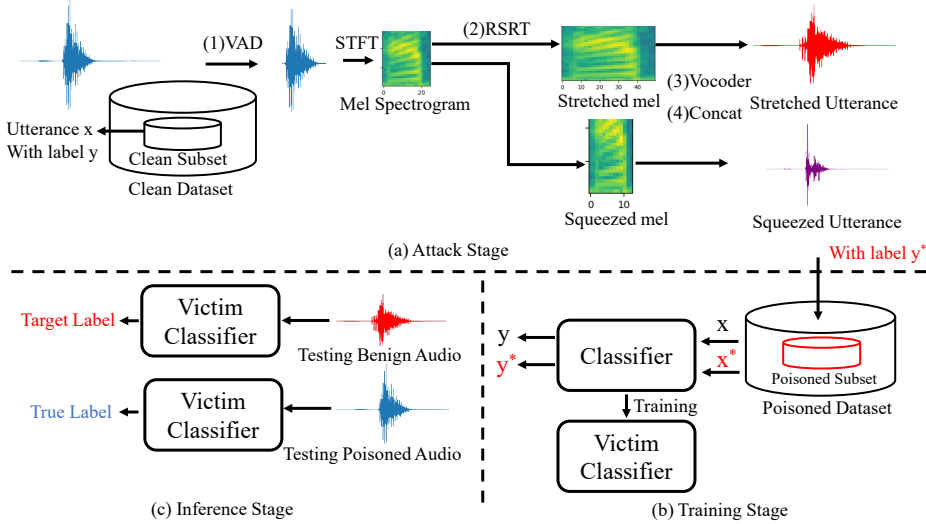 (1)VAD
STFT
(2)RSRT
0 20
Mel Spectrogram
0 10 20 30 40
Stretched mel
(3)Vocoder
(4)Concat
Stretched Utterance
Utterance x
With label y
Clean Subset
Clean Dataset
0 10
Squeezed mel
Squeezed Utterance
(a) Attack Stage
With label y*
Target Label
Victim
Classifier
Testing Benign Audio
True Label
Victim
Classifier
Testing Poisoned Audio
(c) Inference Stage
y
y*
Classifier
x
x*
Poisoned Subset
Poisoned Dataset
Training
Victim
Classifier
(b) Training Stage